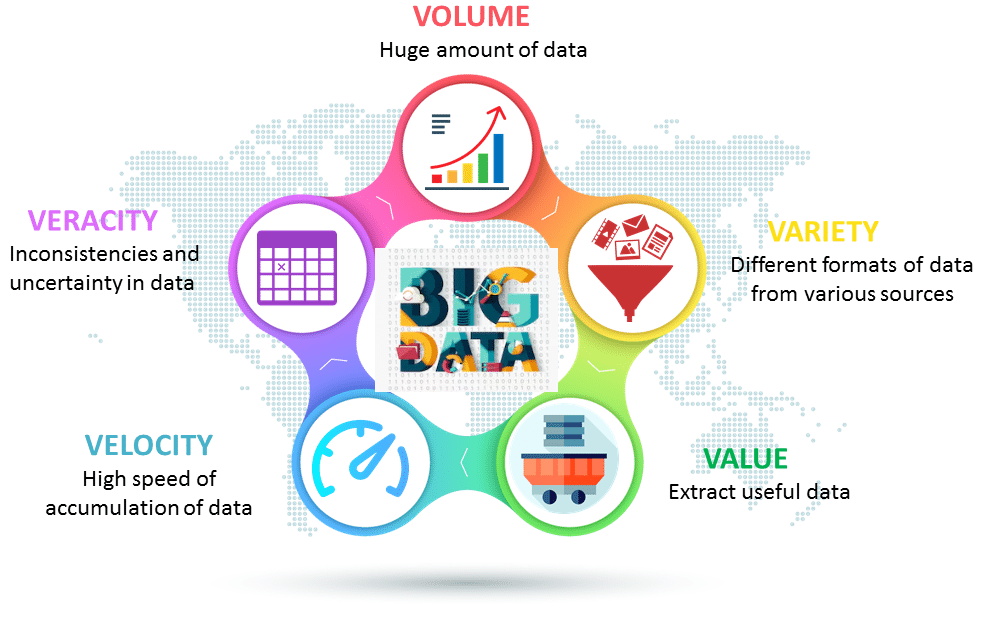 VOLUME
Huge amount of data
VERACITY
Inconsistencies and
uncertainty in data
VARIETY
Different formats of data
from various sources
BIG
DATA
VELOCITY
High speed of
accumulation of data
VALUE
Extract useful data